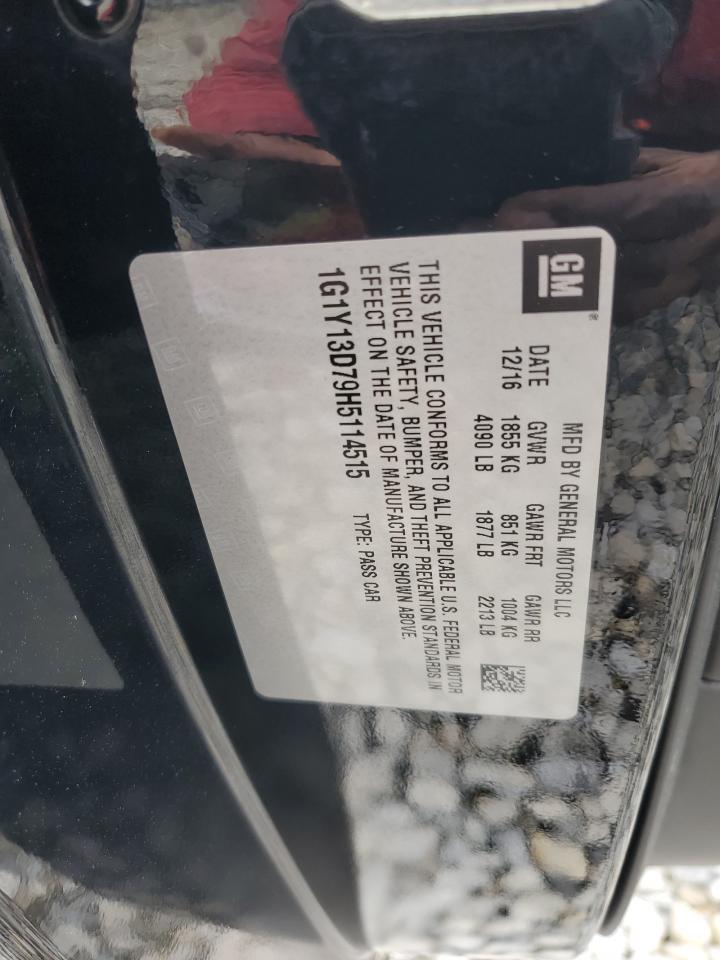 GM®
MFD BY GENERAL MOTORS LLC
DATE GVWR GAWR FRT GAWR RR
12/16 1855 KG 851 KG 1004 KG
4090 LB 1877 LB 2213 LB
THIS VEHICLE CONFORMS TO ALL APPLICABLE U.S. FEDERAL MOTOR
VEHICLE SAFETY, BUMPER, AND THEFT PREVENTION STANDARDS IN
EFFECT ON THE DATE OF MANUFACTURE SHOWN ABOVE.
1G1Y13D79H5114515 TYPE: PASS CAR